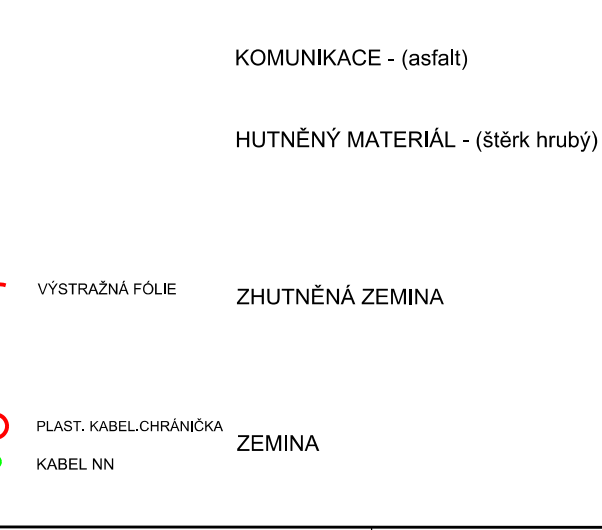 KOMUNIKACE - (asfalt)
HUTNĚNÝ MATERIÁL - (štěrk hrubý)
VÝSTRAŽNÁ FÓLIE
ZHUTNĚNÁ ZEMINA
PLAST. KABEL.CHRÁNIČKA
ZEMINA
KABEL NN